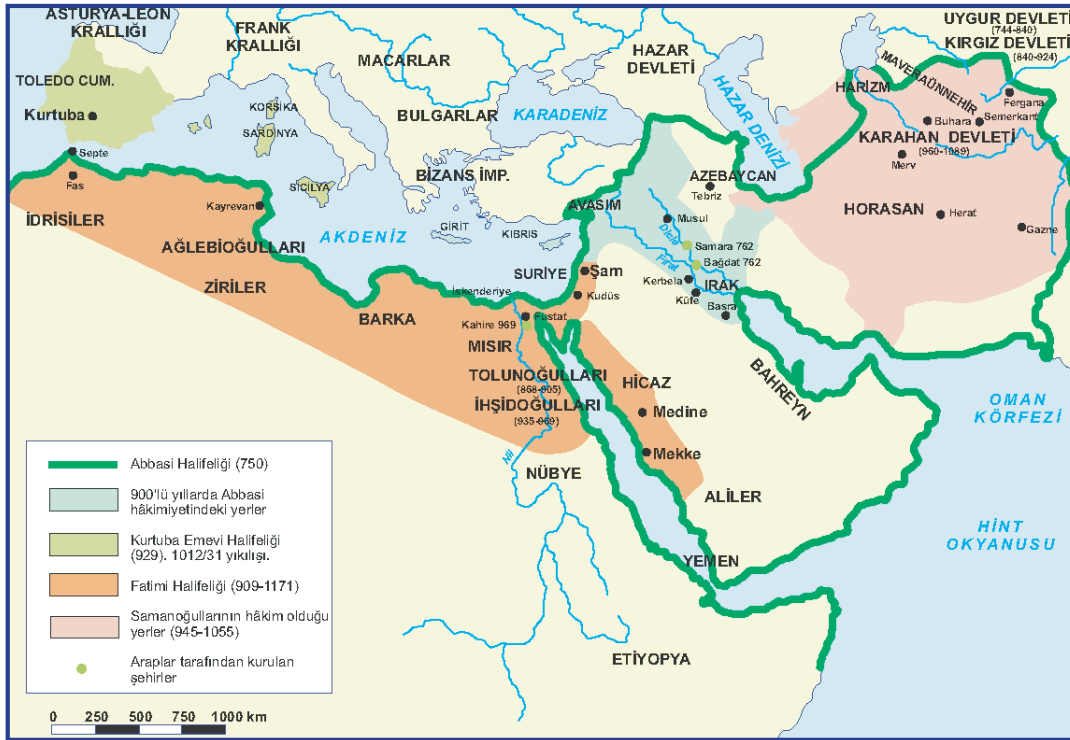 ASTURYA-LEON
KRALLIĞI
FRANK
KRALLIĞI
MACARLAR
HAZAR
DEVLETİ
UYGUR DEVLETİ
(744-840)
KIRGIZ DEVLETİ
(840-924)
TOLEDO CUM.
Kurtuba
KORSİKA
SARDİNYA
BULGARLAR
KARADENİZ
HAZAR DENİZİ
HARİZM
MAVERAÜNNEHİR
Fergana
Buhara
Semerkant
KARAHAN DEVLETİ
(960-1089)
Merv
Septe
Fas
SİCİLYA
BİZANS İMP.
AZEBAYCAN
Tebriz
İDRİSİLER
Kayrevan
AKDENİZ
GİRİT
KIBRIS
AVASIM
Musul
Dicle
HORASAN
Herat
Gazne
AĞLEBİOĞULLARI
Samara 762
Bağdat 762
Fırat
ZİRİLER
SURİYE
Şam
Kerbela
IRAK
Küfe
Basra
BARKA
İskenderiye
Kudüs
Fustat
Kahire 969
MISIR
TOLUNOĞULLARI
(868-905)
İHŞİDOĞULLARI
(935-969)
HİCAZ
Medine
Mekke
BAHREYN
OMAN
KÖRFEZİ
Nil
NÜBYE
ALİLER
HİNT
OKYANUSU
YEMEN
ETİYOPYA
Abbasi Halifeliği (750)
900'lü yıllarda Abbasi
hâkimiyetindeki yerler
Kurtuba Emevi Halifeliği
(929). 1012/31 yıkılışı.
Fatimi Halifeliği (909-1171)
Samanoğullarının hâkim olduğu
yerler (945-1055)
Araplar tarafından kurulan
şehirler
0 250 500 750 1000 km